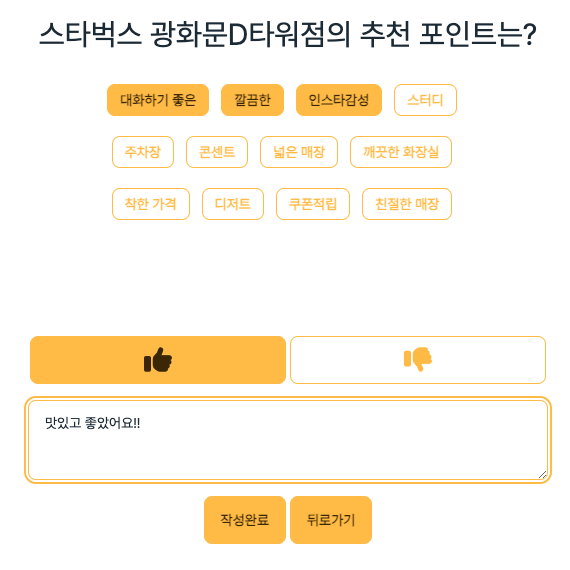 스타벅스 광화문D타워점의 추천 포인트는?
대화하기 좋은 깔끔한 인스타감성 스터디
주차장 콘센트 넓은 매장 깨끗한 화장실
착한 가격 디저트 쿠폰적립 친절한 매장
맛있고 좋았어요!!
작성완료 뒤로가기